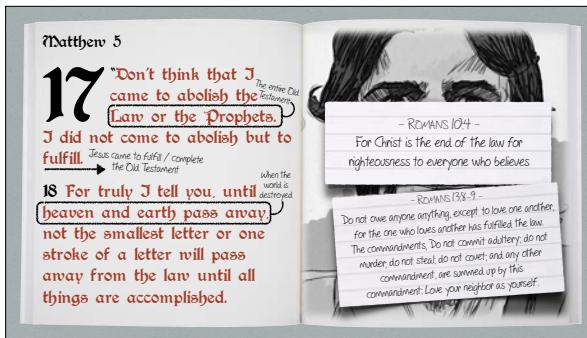 Matthew 5
17 "Don't think that I
came to abolish the
The entire Old
Testament
Law or the Prophets.
I did not come to abolish but to
fulfill.
Jesus came to fulfill / complete
the Old Testament
18 For truly I tell you, until
When the
world is
destroyed
heaven and earth pass away,
not the smallest letter or one
stroke of a letter will pass
away from the law until all
things are accomplished.
- ROMANS 10:4 -
For Christ is the end of the law for
righteousness to everyone who believes
- ROMANS 13:8-9 -
Do not owe anyone anything, except to love one another,
for the one who loves another has fulfilled the law.
The commandments, Do not commit adultery; do not
murder; do not steal; do not covet; and any other
commandment, are summed up by this
commandment: Love your neighbor as yourself.